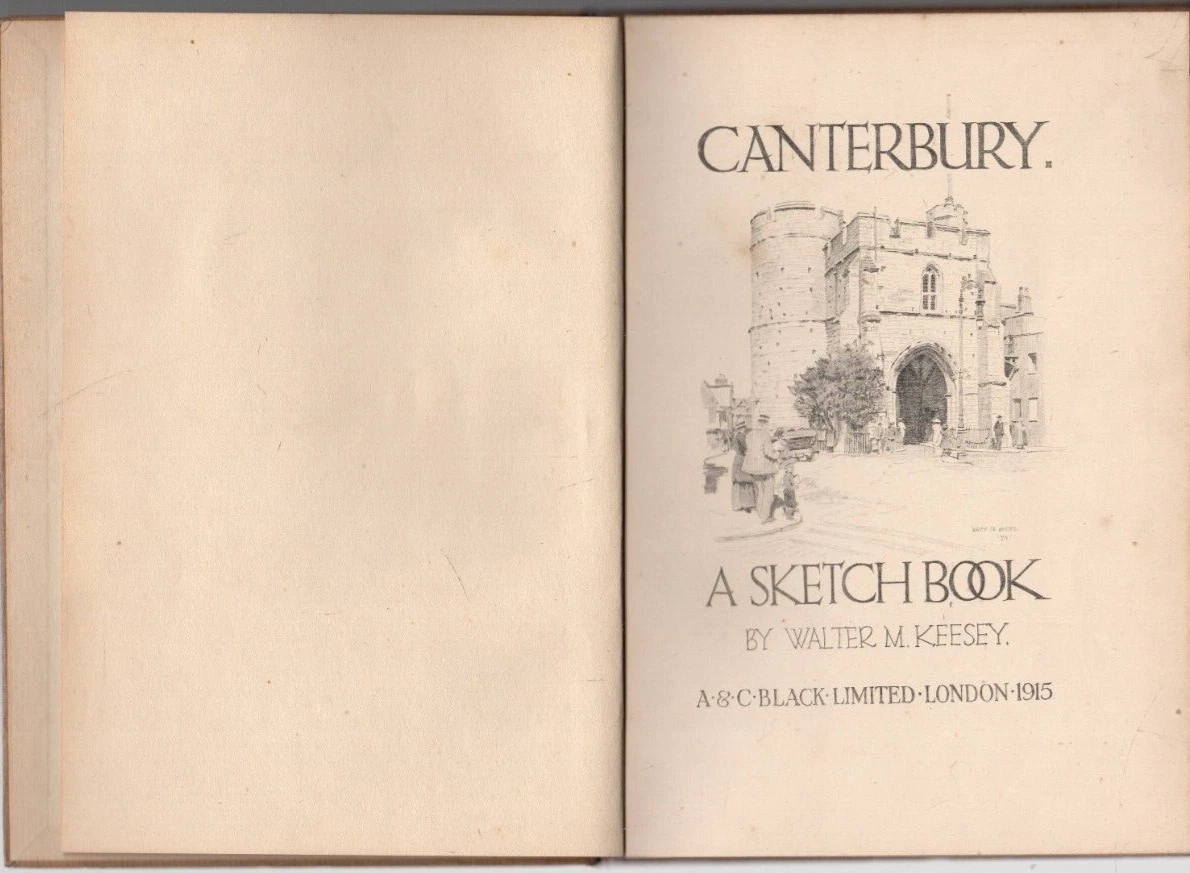 CANTERBURY.
A SKETCH BOOK
BY WALTER M. KEESEY.
A·&·C·BLACK·LIMITED·LONDON·1915